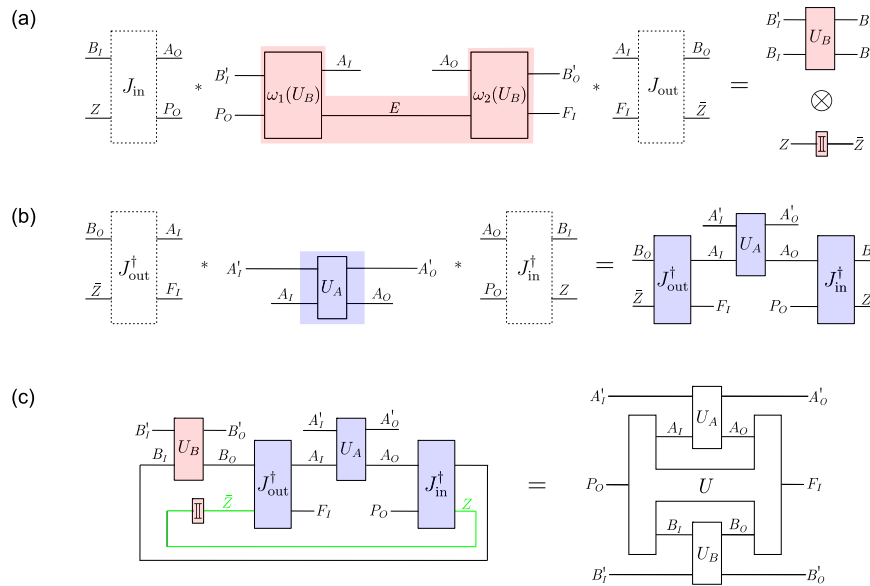 (a)
B_I A_O A_I A_O A_I B_O B'_I B
J_in * B'_I ω₁(U_B) ω₂(U_B) B'_O * J_out = U_B
B_I B
Z P_O P_O E F_I F_I Z̄ ⊗
Z 𝕀 Z̄
(b)
B_O A_I A_O B_I A'_I A'_O
J†_out * A'_I U_A A'_O * J†_in = B_O A_I U_A A_O B
Z̄ F_I A_I A_O P_O Z Z̄ J†_out F_I P_O J†_in Z
(c)
A'_I U_A A'_O
B'_I U_B B'_O A'_I U_A A'_O A_I A_O
B_I B_O J†_out A_I A_O J†_in = P_O U F_I
𝕀 Z̄ F_I P_O Z B_I B_O
B'_I U_B B'_O